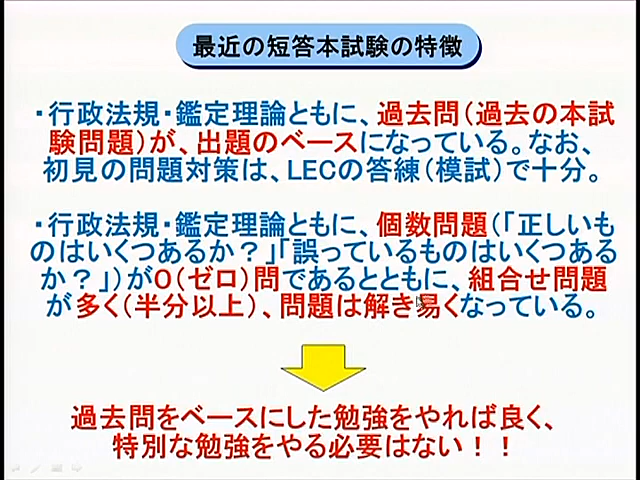 最近の短答本試験の特徴
・行政法規・鑑定理論ともに、過去問（過去の本試
験問題）が、出題のベースになっている。なお、
初見の問題対策は、LECの答練（模試）で十分。
・行政法規・鑑定理論ともに、個数問題（「正しいも
のはいくつあるか？」「誤っているものはいくつある
か？」）が０（ゼロ）問であるとともに、組合せ問題
が多く（半分以上）、問題は解き易くなっている。
過去問をベースにした勉強をやれば良く、
特別な勉強をやる必要はない！！